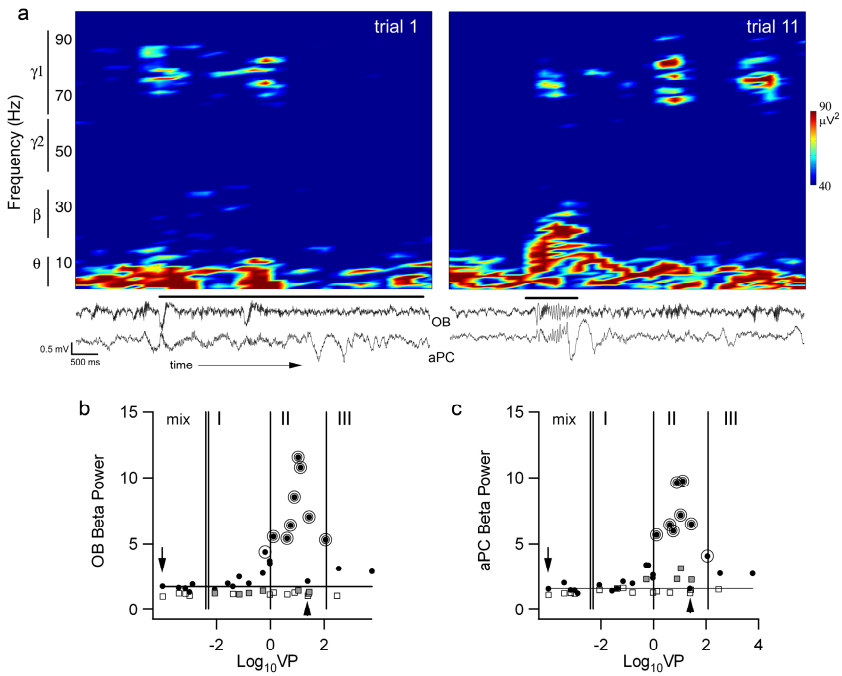 a
trial 1
trial 11
Frequency (Hz)
γ1
γ2
β
θ
90
70
50
30
10
90
μV²
40
OB
aPC
0.5 mV
500 ms
time
b
OB Beta Power
15
10
5
0
mix
I
II
III
-2
0
2
Log₁₀VP
c
aPC Beta Power
15
10
5
0
mix
I
II
III
-2
0
2
4
Log₁₀VP